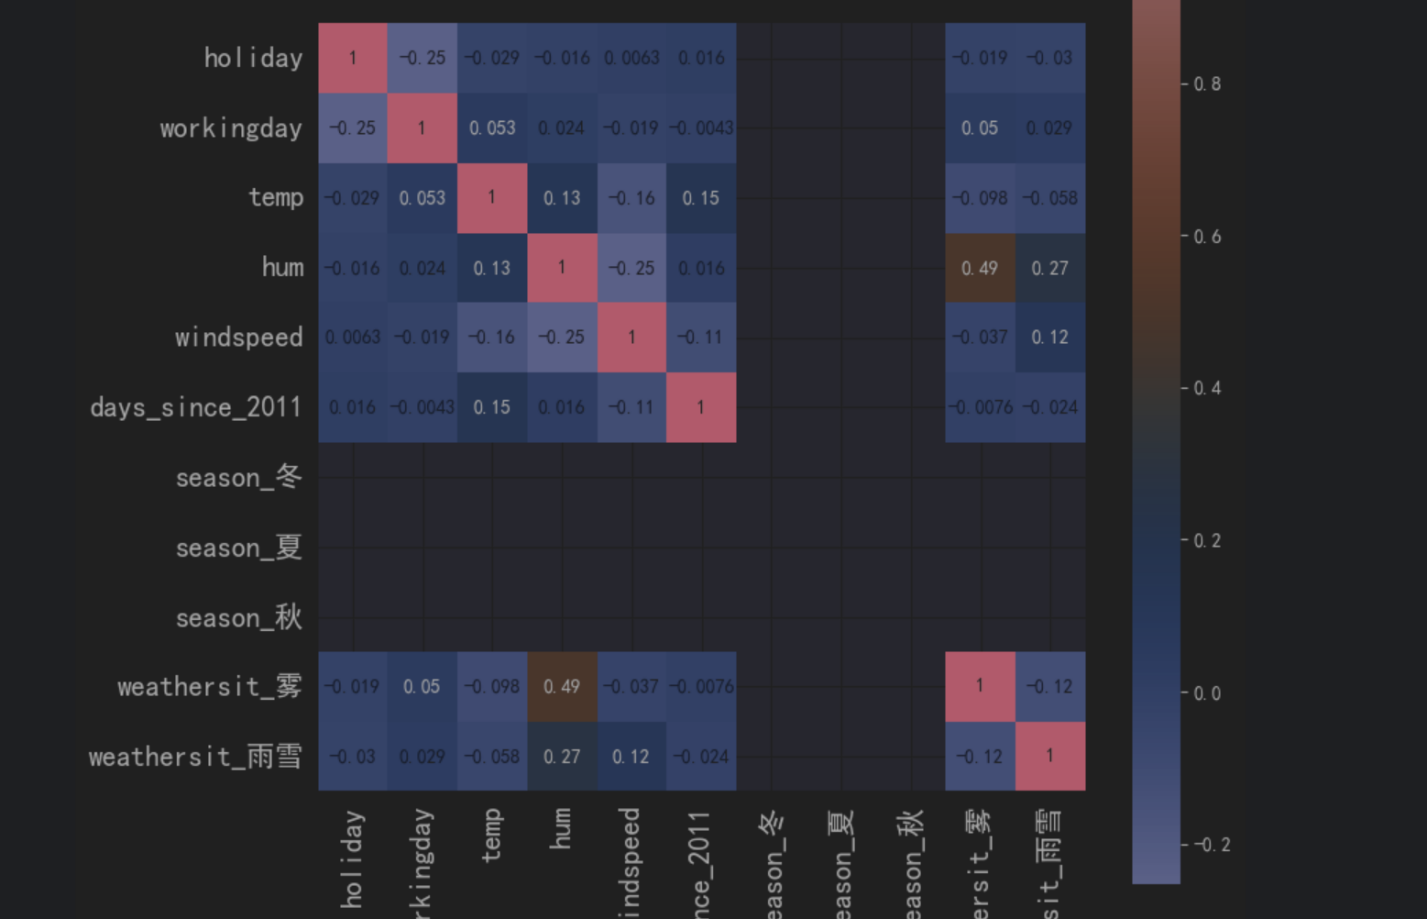 holiday 1 -0.25 -0.029 -0.016 0.0063 0.016 -0.019 -0.03
workingday -0.25 1 0.053 0.024 -0.019 -0.0043 0.05 0.029
temp -0.029 0.053 1 0.13 -0.16 0.15 -0.098 -0.058
hum -0.016 0.024 0.13 1 -0.25 0.016 0.49 0.27
windspeed 0.0063 -0.019 -0.16 -0.25 1 -0.11 -0.037 0.12
days_since_2011 0.016 -0.0043 0.15 0.016 -0.11 1 -0.0076 -0.024
season_冬
season_夏
season_秋
weathersit_雾 -0.019 0.05 -0.098 0.49 -0.037 -0.0076 1 -0.12
weathersit_雨雪 -0.03 0.029 -0.058 0.27 0.12 -0.024 -0.12 1
holiday
rkingday
temp
hum
indspeed
nce_2011
eason_冬
eason_夏
eason_秋
ersit_雾
sit_雨雪
0.8
0.6
0.4
0.2
0.0
-0.2